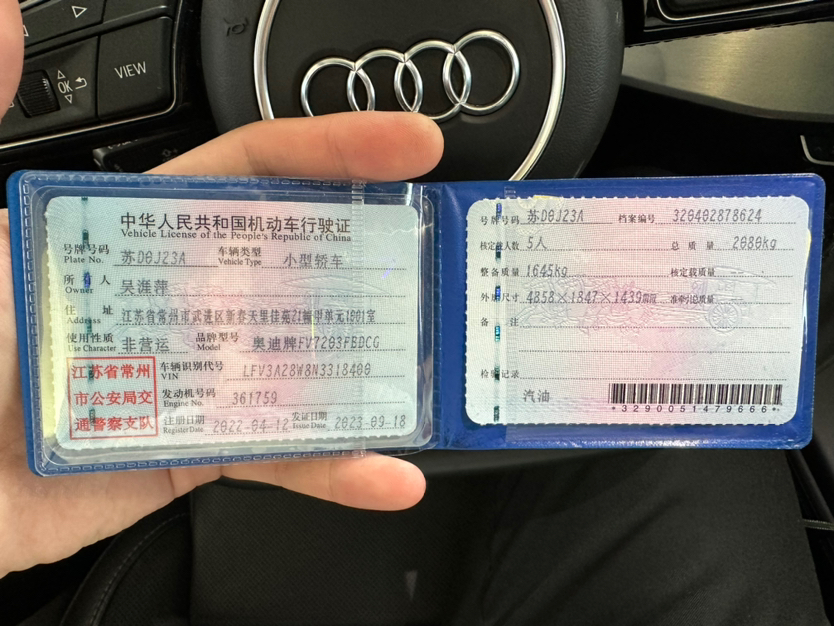 VIEW
OK
中华人民共和国机动车行驶证
Vehicle License of the People's Republic of China
号牌号码 苏D0J23A 车辆类型 小型轿车
Plate No. Vehicle Type
所有人 吴涯萍
Owner
住址 江苏省常州市武进区新春天里佳苑21幢甲单元1801室
Address
使用性质 非营运 品牌型号 奥迪牌FV7203FBDCG
Use Character Model
江苏省常州
市公安局交
通警察支队
车辆识别代号 LFV3A28W8N3318400
VIN
发动机号码 361759
Engine No.
注册日期 2022-04-12 发证日期 2023-09-18
Register Date Issue Date
号牌号码 苏D0J23A 档案编号 320402878624
核定载人数 5人 总质量 2080kg
整备质量 1645kg 核定载质量
外廓尺寸 4858×1847×1439mm 准牵引总质量
备注
检验记录
汽油
*3290051479666*